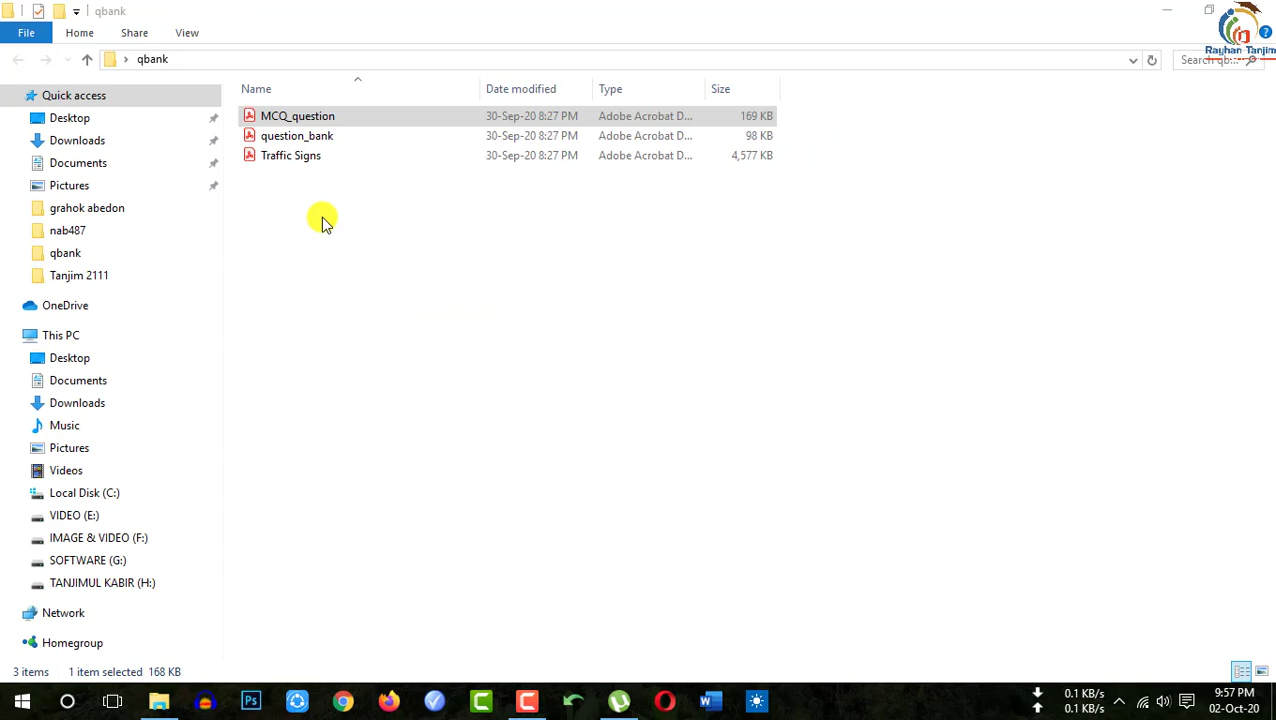 qbank
File Home Share View
qbank
Search qb...
Rayhan Tanjim
Name Date modified Type Size
Quick access
Desktop
Downloads
Documents
Pictures
grahok abedon
nab487
qbank
Tanjim 2111
OneDrive
This PC
Desktop
Documents
Downloads
Music
Pictures
Videos
Local Disk (C:)
VIDEO (E:)
IMAGE & VIDEO (F:)
SOFTWARE (G:)
TANJIMUL KABIR (H:)
Network
Homegroup
MCQ_question 30-Sep-20 8:27 PM Adobe Acrobat D... 169 KB
question_bank 30-Sep-20 8:27 PM Adobe Acrobat D... 98 KB
Traffic Signs 30-Sep-20 8:27 PM Adobe Acrobat D... 4,577 KB
3 items 1 item selected 168 KB
Ps
W
0.1 KB/s
0.1 KB/s
9:57 PM
02-Oct-20